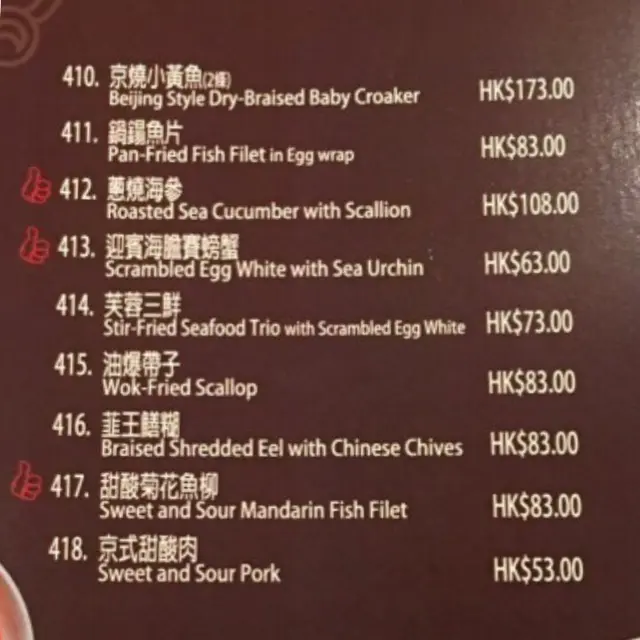 410. 京燒小黃魚(2條)
Beijing Style Dry-Braised Baby Croaker HK$173.00
411. 鍋鎉魚片
Pan-Fried Fish Filet in Egg wrap HK$83.00
412. 蔥燒海參
Roasted Sea Cucumber with Scallion HK$108.00
413. 迎賓海膽賽螃蟹
Scrambled Egg White with Sea Urchin HK$63.00
414. 芙蓉三鮮
Stir-Fried Seafood Trio with Scrambled Egg White HK$73.00
415. 油爆帶子
Wok-Fried Scallop HK$83.00
416. 韮王鱔糊
Braised Shredded Eel with Chinese Chives HK$83.00
417. 甜酸菊花魚柳
Sweet and Sour Mandarin Fish Filet HK$83.00
418. 京式甜酸肉
Sweet and Sour Pork HK$53.00